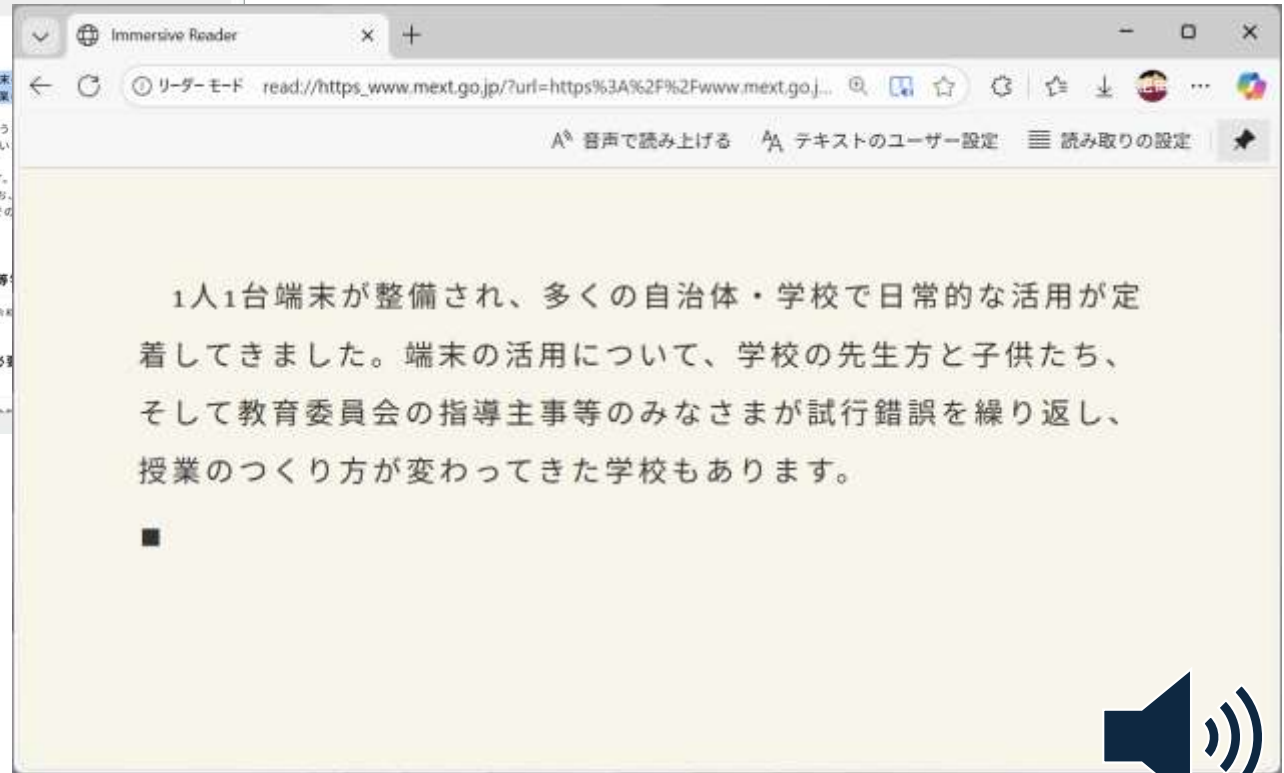 Immersive Reader
リーダー モード read://https_www.mext.go.jp/?url=https%3A%2F%2Fwww.mext.go.j...
音声で読み上げる テキストのユーザー設定 読み取りの設定
1人1台端末が整備され、多くの自治体・学校で日常的な活用が定
着してきました。端末の活用について、学校の先生方と子供たち、
そして教育委員会の指導主事等のみなさまが試行錯誤を繰り返し、
授業のつくり方が変わってきた学校もあります。
■